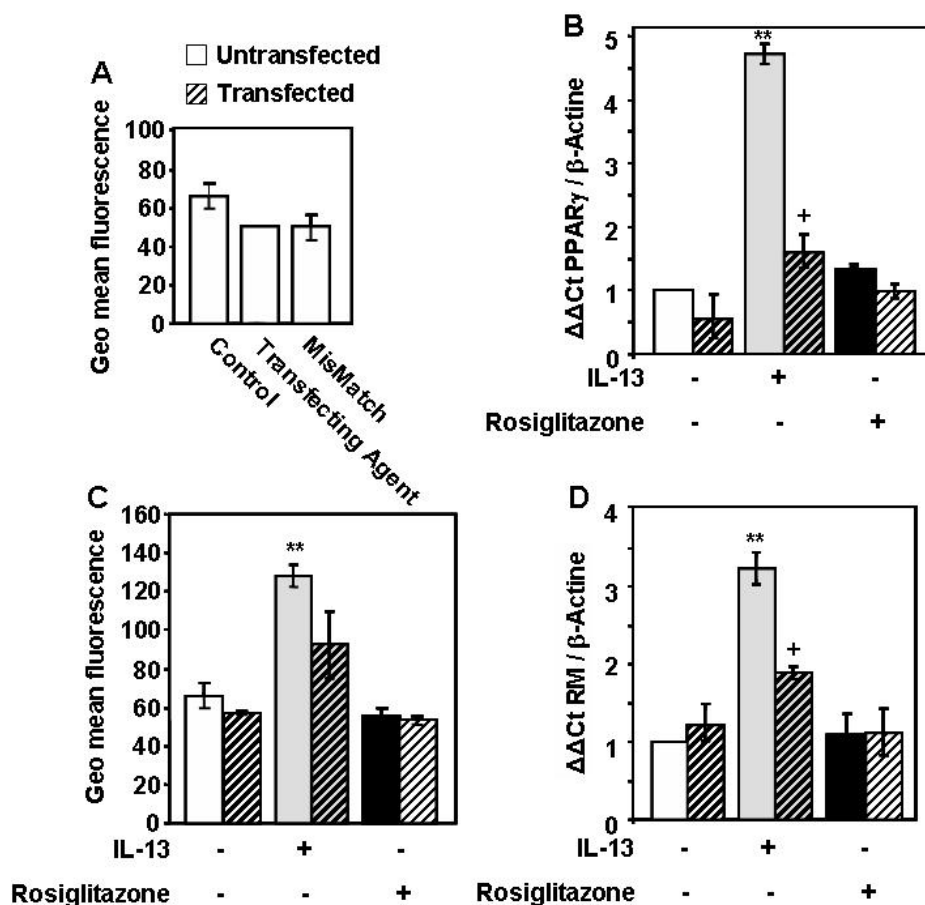 A
Untransfected
Transfected
Geo mean fluorescence
100
80
60
40
20
0
Control
Transfecting Agent
MisMatch
B
ΔΔCt PPARγ / β-Actine
5
4
2
1
0
**
+
IL-13 - + -
Rosiglitazone - - +
C
Geo mean fluorescence
160
140
120
100
80
60
40
20
0
**
IL-13 - + -
Rosiglitazone - - +
D
ΔΔCt RM / β-Actine
4
3
2
1
0
**
+
IL-13 - + -
Rosiglitazone - - +